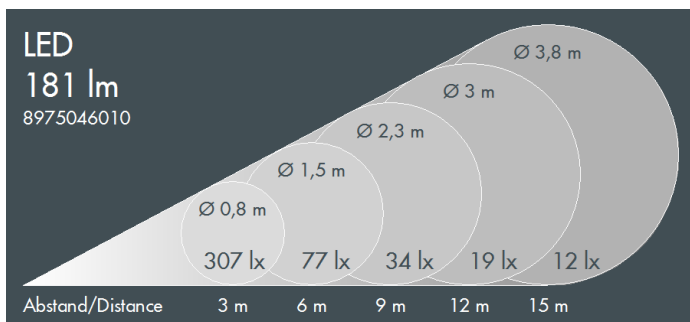 LED
181 lm
8975046010
Ø 3,8 m
Ø 3 m
Ø 2,3 m
Ø 1,5 m
Ø 0,8 m
307 lx 77 lx 34 lx 19 lx 12 lx
Abstand/Distance 3 m 6 m 9 m 12 m 15 m